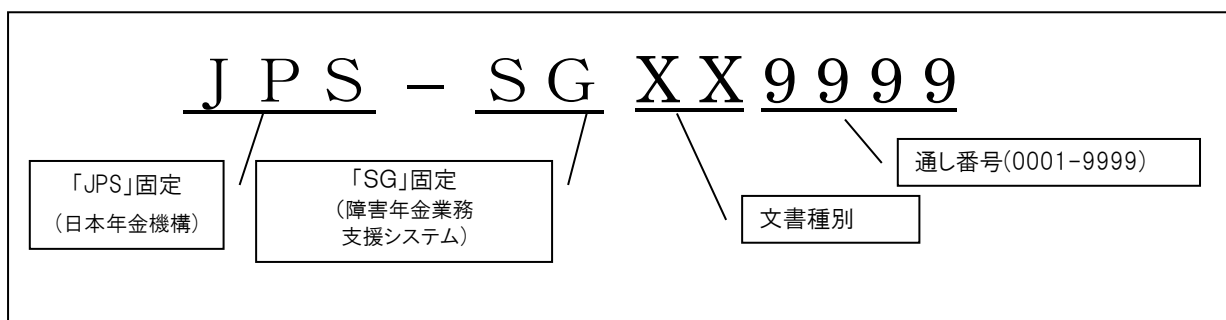 JPS－SGXX9999
「JPS」固定
（日本年金機構）
「SG」固定
（障害年金業務
支援システム）
文書種別
通し番号(0001-9999)